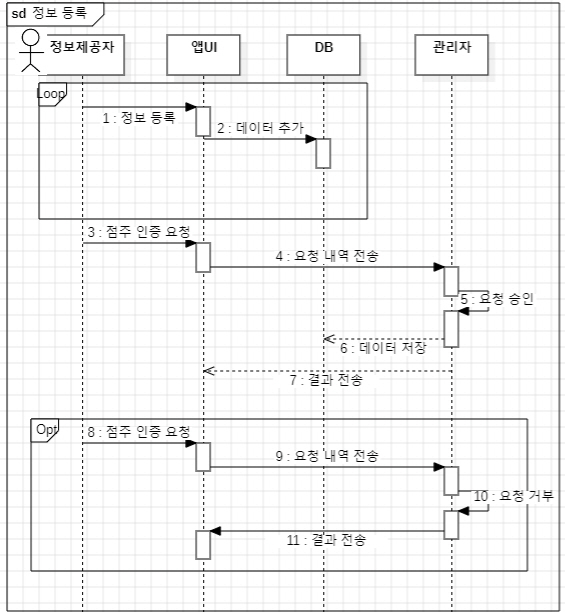 sd 정보 등록
정보제공자
앱UI
DB
관리자
Loop
1 : 정보 등록
2 : 데이터 추가
3 : 점주 인증 요청
4 : 요청 내역 전송
5 : 요청 승인
6 : 데이터 저장
7 : 결과 전송
Opt
8 : 점주 인증 요청
9 : 요청 내역 전송
10 : 요청 거부
11 : 결과 전송